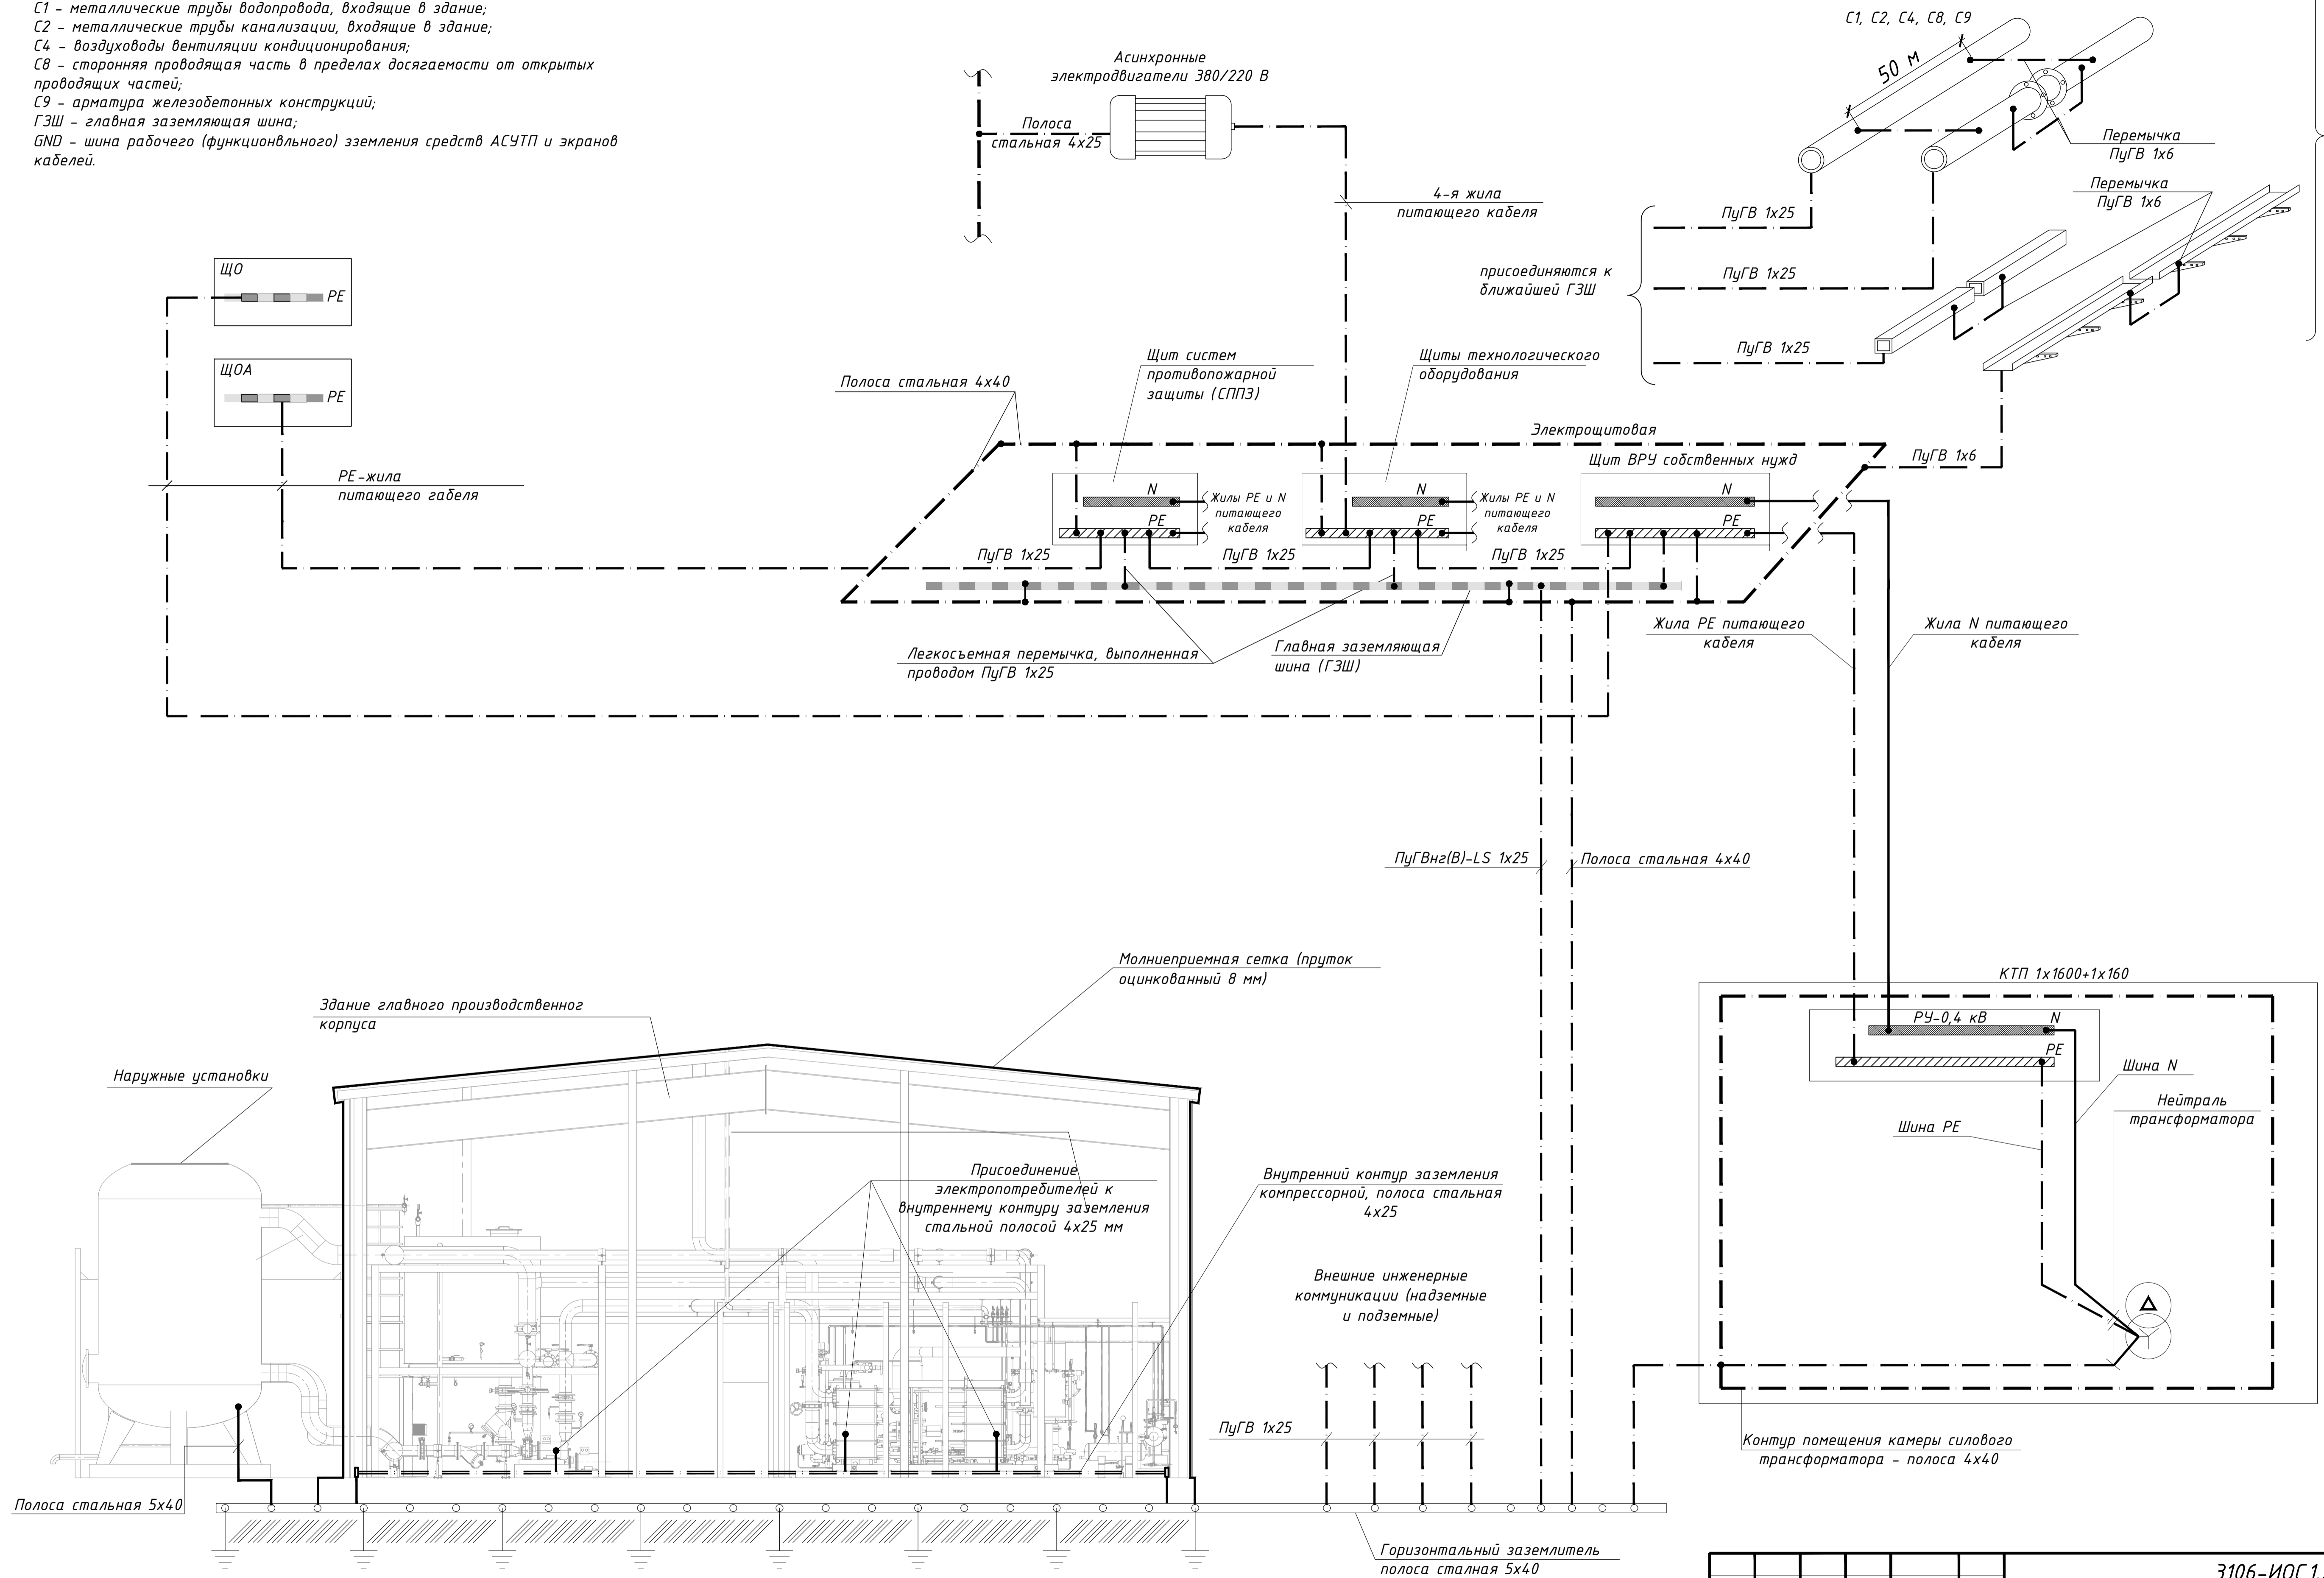 С1 - металлические трубы водопровода, входящие в здание;
С2 - металлические трубы канализации, входящие в здание;
С4 - воздуховоды вентиляции кондиционирования;
С8 - сторонняя проводящая часть в пределах досягаемости от открытых
проводящих частей;
С9 - арматура железобетонных конструкций;
ГЗШ - главная заземляющая шина;
GND - шина рабочего (функционвльного) зземления средств АСУТП и экранов
кабелей.
Асинхронные
электродвигатели 380/220 В
Полоса
стальная 4х25
4-я жила
питающего кабеля
С1, С2, С4, С8, С9
50 м
Перемычка
ПуГВ 1х6
Перемычка
ПуГВ 1х6
ПуГВ 1х25
ПуГВ 1х25
ПуГВ 1х25
присоединяются к
ближайшей ГЗШ
ПуГВ 1х6
ЩО
PE
ЩОА
PE
PE-жила
питающего габеля
Полоса стальная 4х40
Щит систем
противопожарной
защиты (СППЗ)
Щиты технологического
оборудования
Электрощитовая
Щит ВРУ собственных нужд
N
PE
Жилы PE и N
питающего
кабеля
N
PE
Жилы PE и N
питающего
кабеля
N
PE
ПуГВ 1х25
ПуГВ 1х25
ПуГВ 1х25
Легкосъемная перемычка, выполненная
проводом ПуГВ 1х25
Главная заземляющая
шина (ГЗШ)
Жила PE питающего
кабеля
Жила N питающего
кабеля
ПуГВнг(В)-LS 1х25
Полоса стальная 4х40
Молниеприемная сетка (пруток
оцинкованный 8 мм)
Здание главного производственног
корпуса
Наружные установки
Присоединение
электропотребителей к
внутреннему контуру заземления
стальной полосой 4х25 мм
Внутренний контур заземления
компрессорной, полоса стальная
4х25
Внешние инженерные
коммуникации (надземные
и подземные)
ПуГВ 1х25
КТП 1х1600+1х160
РУ-0,4 кВ
N
PE
Шина N
Нейтраль
трансформатора
Шина PE
Контур помещения камеры силового
трансформатора - полоса 4х40
Полоса стальная 5х40
Горизонтальный заземлитель
полоса сталная 5х40
3106-ИОС1.